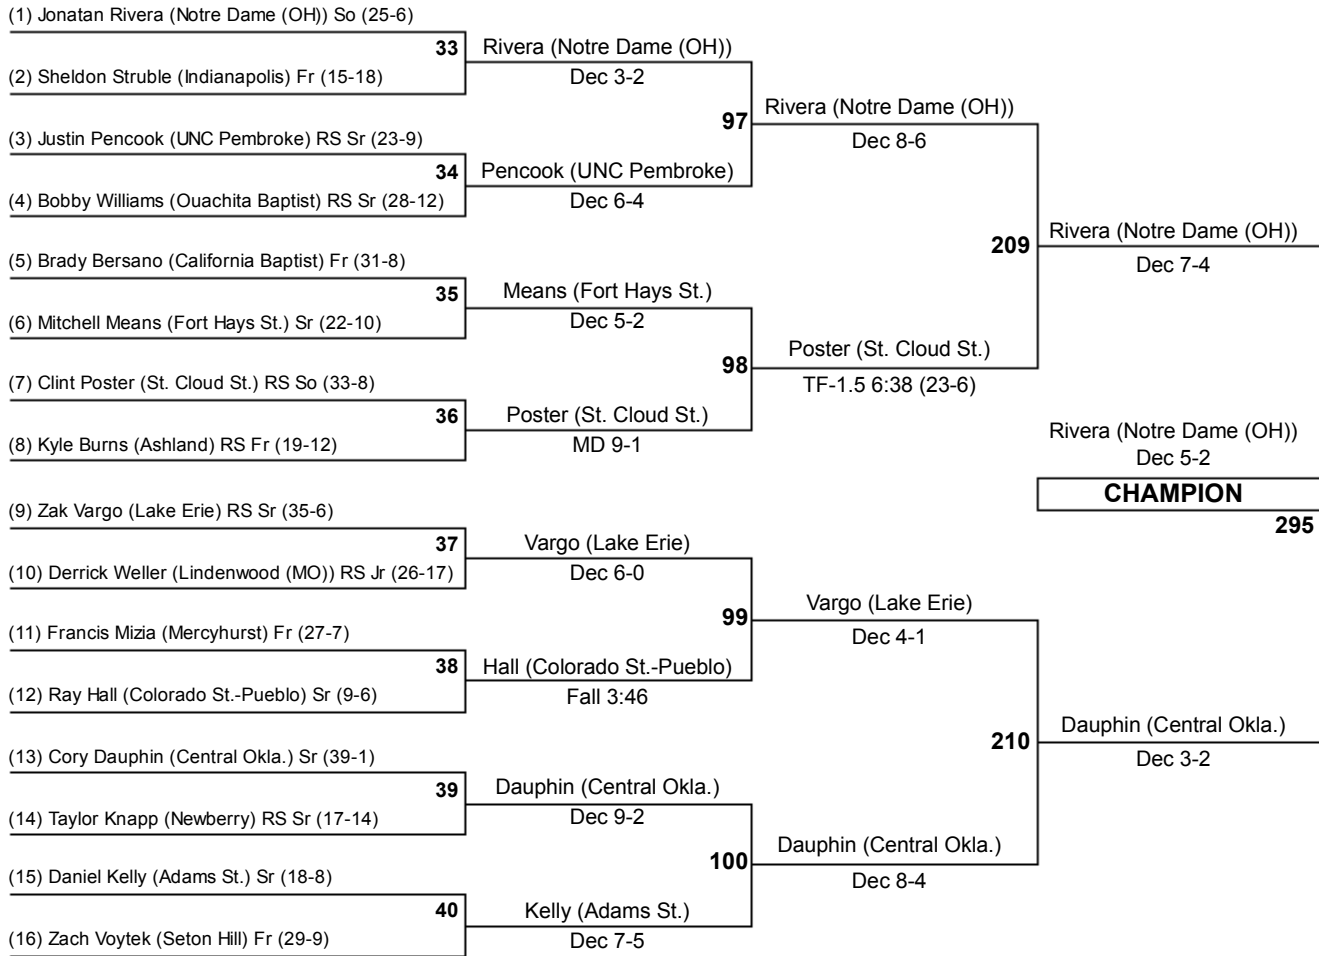 (1) Jonatan Rivera (Notre Dame (OH)) So (25-6)
33
Rivera (Notre Dame (OH))
Dec 3-2
(2) Sheldon Struble (Indianapolis) Fr (15-18)
97
Rivera (Notre Dame (OH))
Dec 8-6
(3) Justin Pencook (UNC Pembroke) RS Sr (23-9)
34
Pencook (UNC Pembroke)
Dec 6-4
(4) Bobby Williams (Ouachita Baptist) RS Sr (28-12)
209
Rivera (Notre Dame (OH))
Dec 7-4
(5) Brady Bersano (California Baptist) Fr (31-8)
35
Means (Fort Hays St.)
Dec 5-2
(6) Mitchell Means (Fort Hays St.) Sr (22-10)
98
Poster (St. Cloud St.)
TF-1.5 6:38 (23-6)
(7) Clint Poster (St. Cloud St.) RS So (33-8)
36
Poster (St. Cloud St.)
MD 9-1
(8) Kyle Burns (Ashland) RS Fr (19-12)
Rivera (Notre Dame (OH))
Dec 5-2
CHAMPION
295
(9) Zak Vargo (Lake Erie) RS Sr (35-6)
37
Vargo (Lake Erie)
Dec 6-0
(10) Derrick Weller (Lindenwood (MO)) RS Jr (26-17)
99
Vargo (Lake Erie)
Dec 4-1
(11) Francis Mizia (Mercyhurst) Fr (27-7)
38
Hall (Colorado St.-Pueblo)
Fall 3:46
(12) Ray Hall (Colorado St.-Pueblo) Sr (9-6)
210
Dauphin (Central Okla.)
Dec 3-2
(13) Cory Dauphin (Central Okla.) Sr (39-1)
39
Dauphin (Central Okla.)
Dec 9-2
(14) Taylor Knapp (Newberry) RS Sr (17-14)
100
Dauphin (Central Okla.)
Dec 8-4
(15) Daniel Kelly (Adams St.) Sr (18-8)
40
Kelly (Adams St.)
Dec 7-5
(16) Zach Voytek (Seton Hill) Fr (29-9)